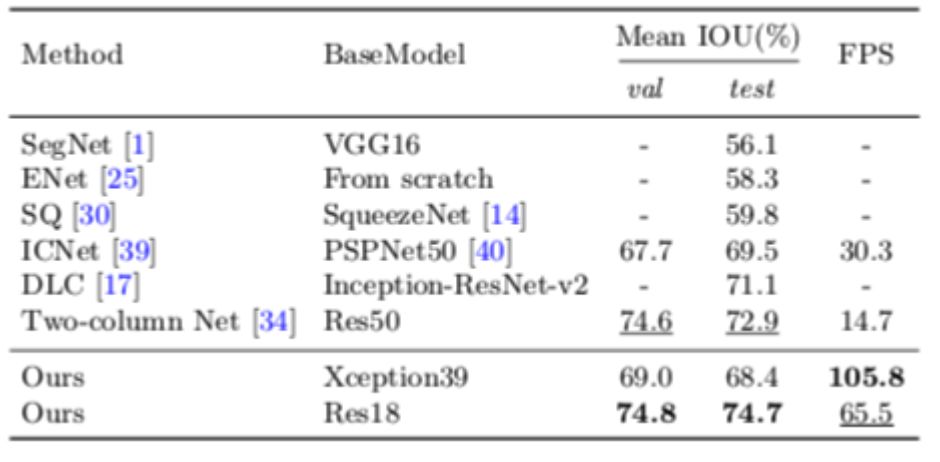 Method BaseModel Mean IOU(%) FPS
val test
SegNet [1] VGG16 - 56.1 -
ENet [25] From scratch - 58.3 -
SQ [30] SqueezeNet [14] - 59.8 -
ICNet [39] PSPNet50 [40] 67.7 69.5 30.3
DLC [17] Inception-ResNet-v2 - 71.1 -
Two-column Net [34] Res50 74.6 72.9 14.7
Ours Xception39 69.0 68.4 105.8
Ours Res18 74.8 74.7 65.5